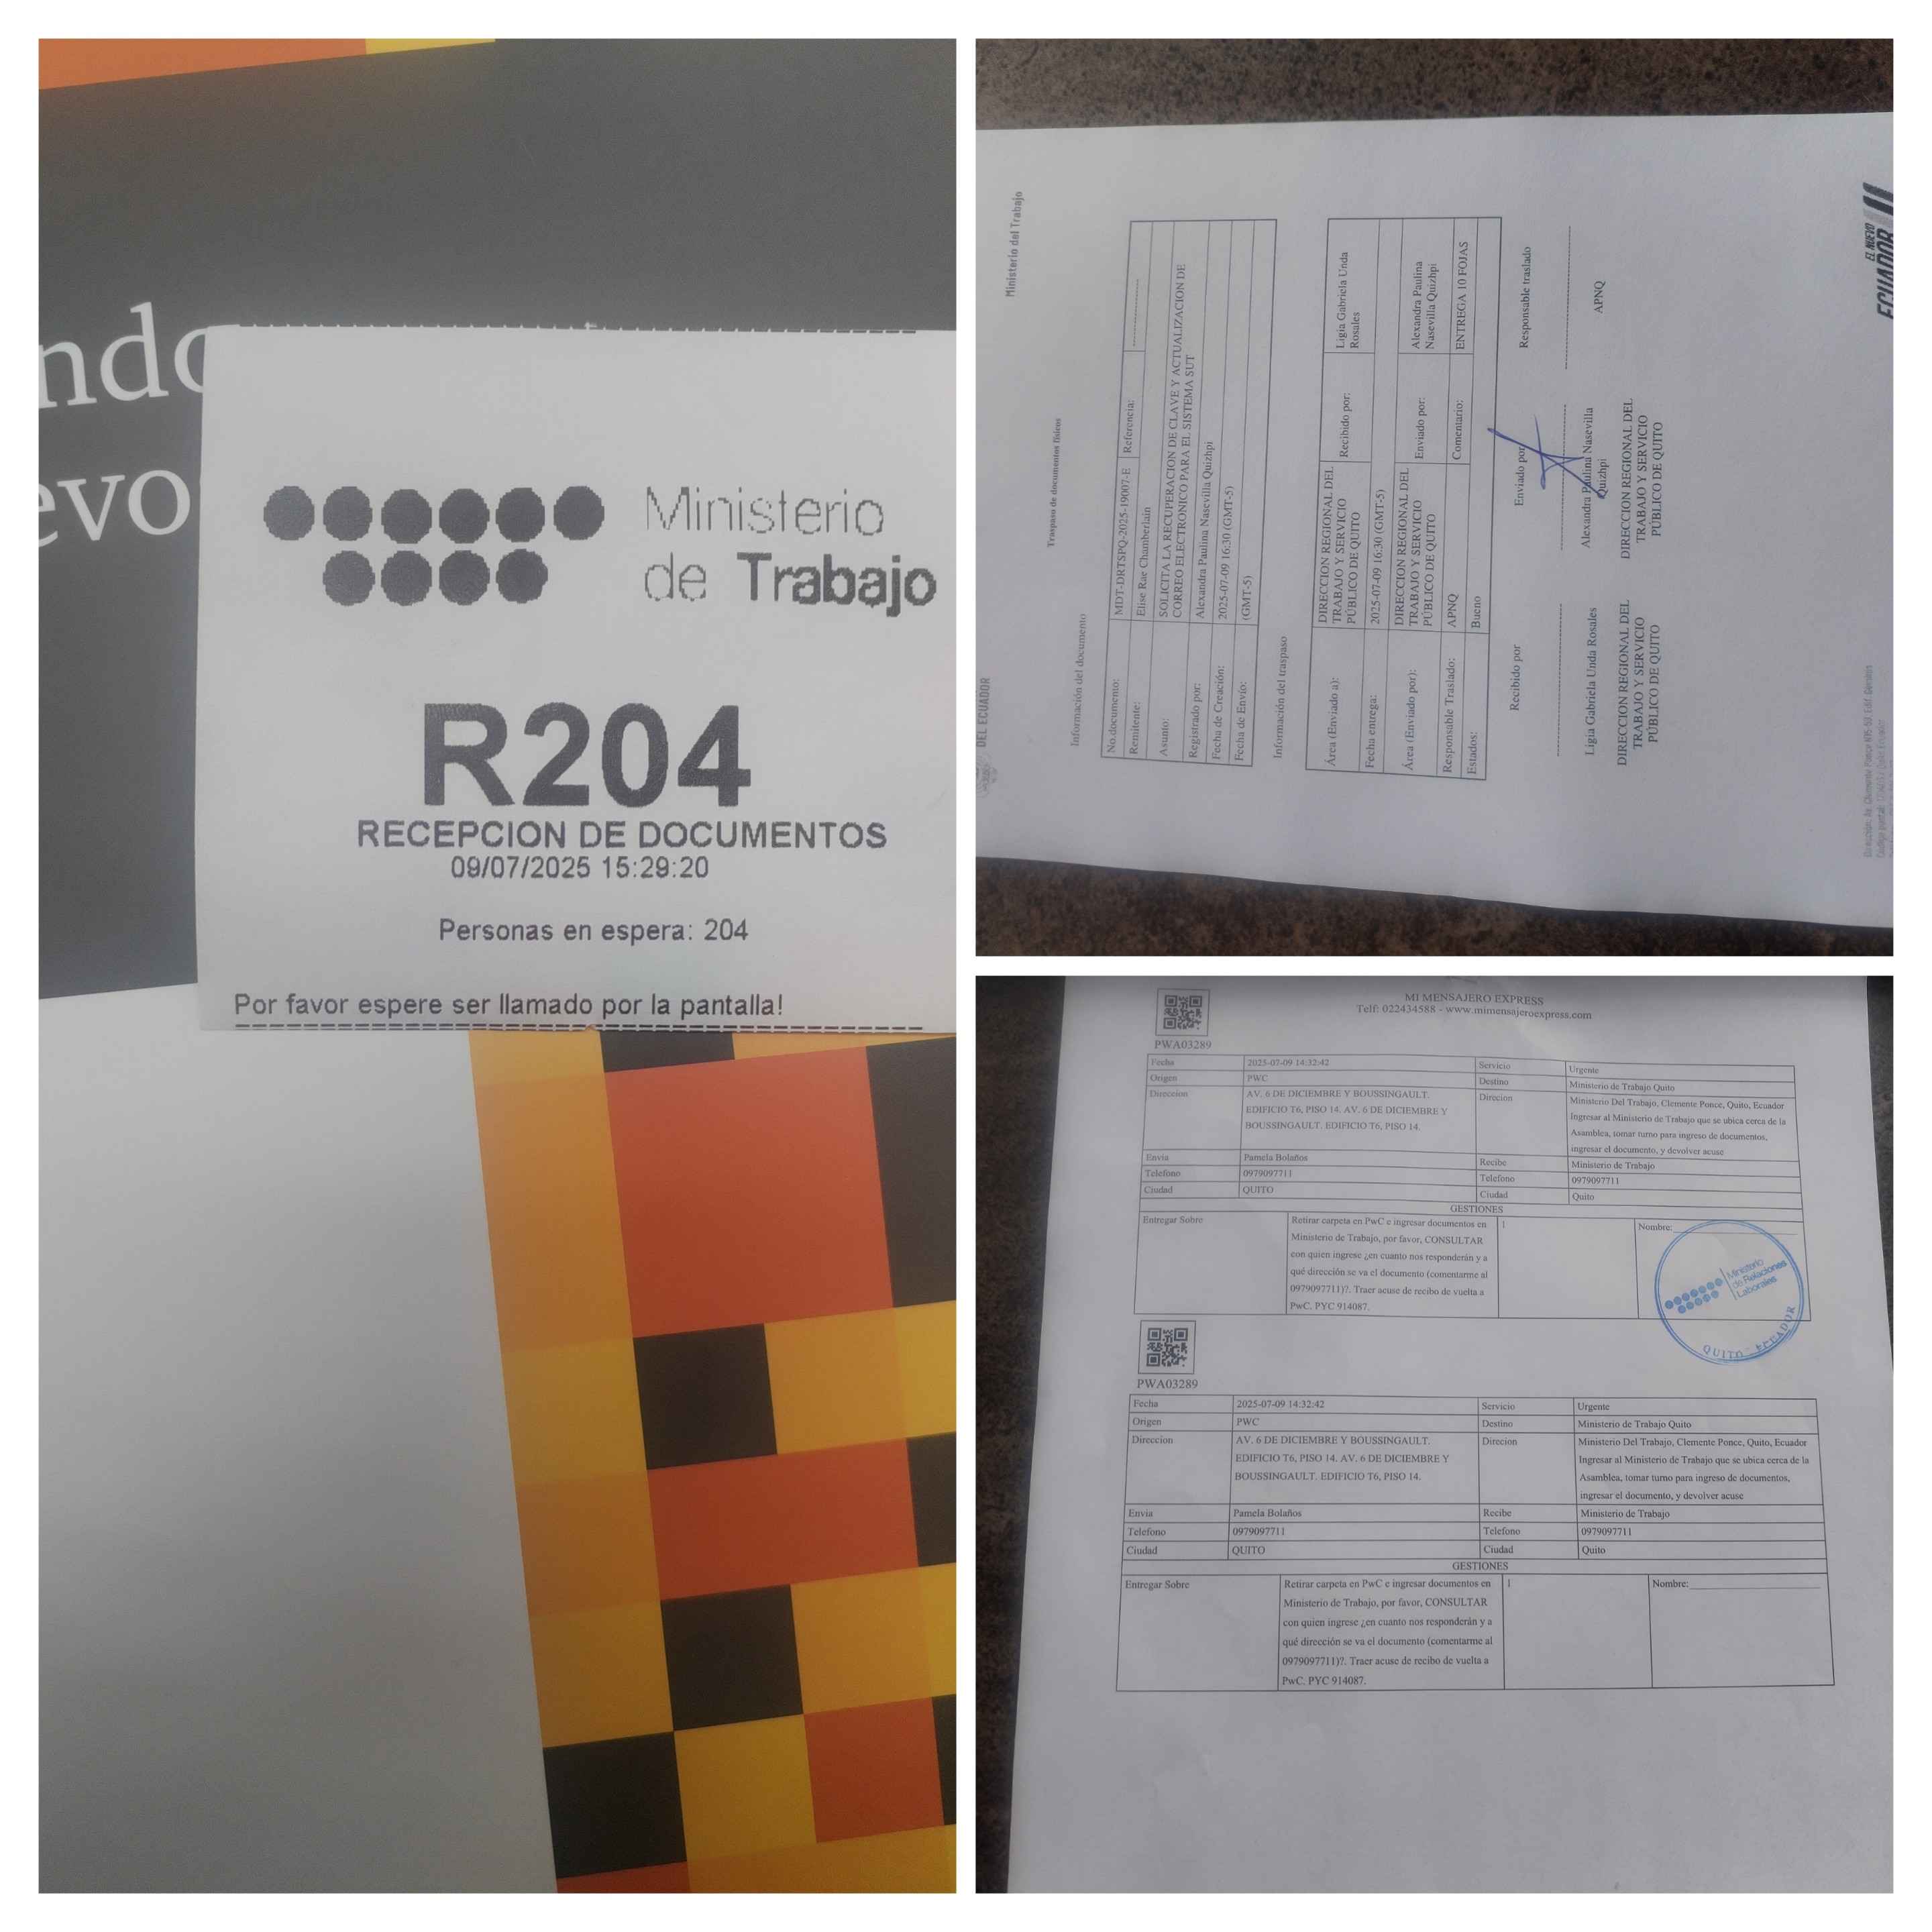 ndo
evo
Ministerio
de Trabajo
R204
RECEPCION DE DOCUMENTOS
09/07/2025 15:29:20
Personas en espera: 204
Por favor espere ser llamado por la pantalla!
DEL ECUADOR
Ministerio del Trabajo
Traspaso de documentos físicos
Información del documento
No.documento: MDT-DRTSPQ-2025-19007-E Referencia: ----------
Remitente: Elise Rae Chamberlain
Asunto: SOLICITA LA RECUPERACION DE CLAVE Y ACTUALIZACION DE
CORREO ELECTRONICO PARA EL SISTEMA SUT
Registrado por: Alexandra Paulina Nasevilla Quizhpi
Fecha de Creación: 2025-07-09 16:30 (GMT-5)
Fecha de Envío: (GMT-5)
Información del traspaso
Área (Enviado a): DIRECCION REGIONAL DEL
TRABAJO Y SERVICIO
PÚBLICO DE QUITO
Recibido por: Ligia Gabriela Unda
Rosales
Fecha entrega: 2025-07-09 16:30 (GMT-5)
Área (Enviado por): DIRECCION REGIONAL DEL
TRABAJO Y SERVICIO
PÚBLICO DE QUITO
Enviado por: Alexandra Paulina
Nasevilla Quizhpi
Responsable Traslado: APNQ Comentario: ENTREGA 10 FOJAS
Estados: Bueno
Recibido por Enviado por Responsable traslado
Ligia Gabriela Unda Rosales
DIRECCION REGIONAL DEL
TRABAJO Y SERVICIO
PÚBLICO DE QUITO
Alexandra Paulina Nasevilla
Quizhpi
DIRECCION REGIONAL DEL
TRABAJO Y SERVICIO
PÚBLICO DE QUITO
APNQ
EL NUEVO
ECUADOR
MI MENSAJERO EXPRESS
Telf: 022434588 - www.mimensajeroexpress.com
PWA03289
Fecha 2025-07-09 14:32:42 Servicio Urgente
Origen PWC Destino Ministerio de Trabajo Quito
Direccion AV. 6 DE DICIEMBRE Y BOUSSINGAULT.
EDIFICIO T6, PISO 14. AV. 6 DE DICIEMBRE Y
BOUSSINGAULT. EDIFICIO T6, PISO 14.
Direcion Ministerio Del Trabajo, Clemente Ponce, Quito, Ecuador
Ingresar al Ministerio de Trabajo que se ubica cerca de la
Asamblea, tomar turno para ingreso de documentos,
ingresar el documento, y devolver acuse
Envia Pamela Bolaños Recibe Ministerio de Trabajo
Telefono 0979097711 Telefono 0979097711
Ciudad QUITO Ciudad Quito
GESTIONES
Entregar Sobre Retirar carpeta en PwC e ingresar documentos en 1 Nombre:
Ministerio de Trabajo, por favor, CONSULTAR
con quien ingrese ¿en cuanto nos responderán y a
qué dirección se va el documento (comentarme al
0979097711)?. Traer acuse de recibo de vuelta a
PwC. PYC 914087.
Ministerio
de Relaciones
Laborales
QUITO - ECUADOR
PWA03289
Fecha 2025-07-09 14:32:42 Servicio Urgente
Origen PWC Destino Ministerio de Trabajo Quito
Direccion AV. 6 DE DICIEMBRE Y BOUSSINGAULT.
EDIFICIO T6, PISO 14. AV. 6 DE DICIEMBRE Y
BOUSSINGAULT. EDIFICIO T6, PISO 14.
Direcion Ministerio Del Trabajo, Clemente Ponce, Quito, Ecuador
Ingresar al Ministerio de Trabajo que se ubica cerca de la
Asamblea, tomar turno para ingreso de documentos,
ingresar el documento, y devolver acuse
Envia Pamela Bolaños Recibe Ministerio de Trabajo
Telefono 0979097711 Telefono 0979097711
Ciudad QUITO Ciudad Quito
GESTIONES
Entregar Sobre Retirar carpeta en PwC e ingresar documentos en 1 Nombre:
Ministerio de Trabajo, por favor, CONSULTAR
con quien ingrese ¿en cuanto nos responderán y a
qué dirección se va el documento (comentarme al
0979097711)?. Traer acuse de recibo de vuelta a
PwC. PYC 914087.